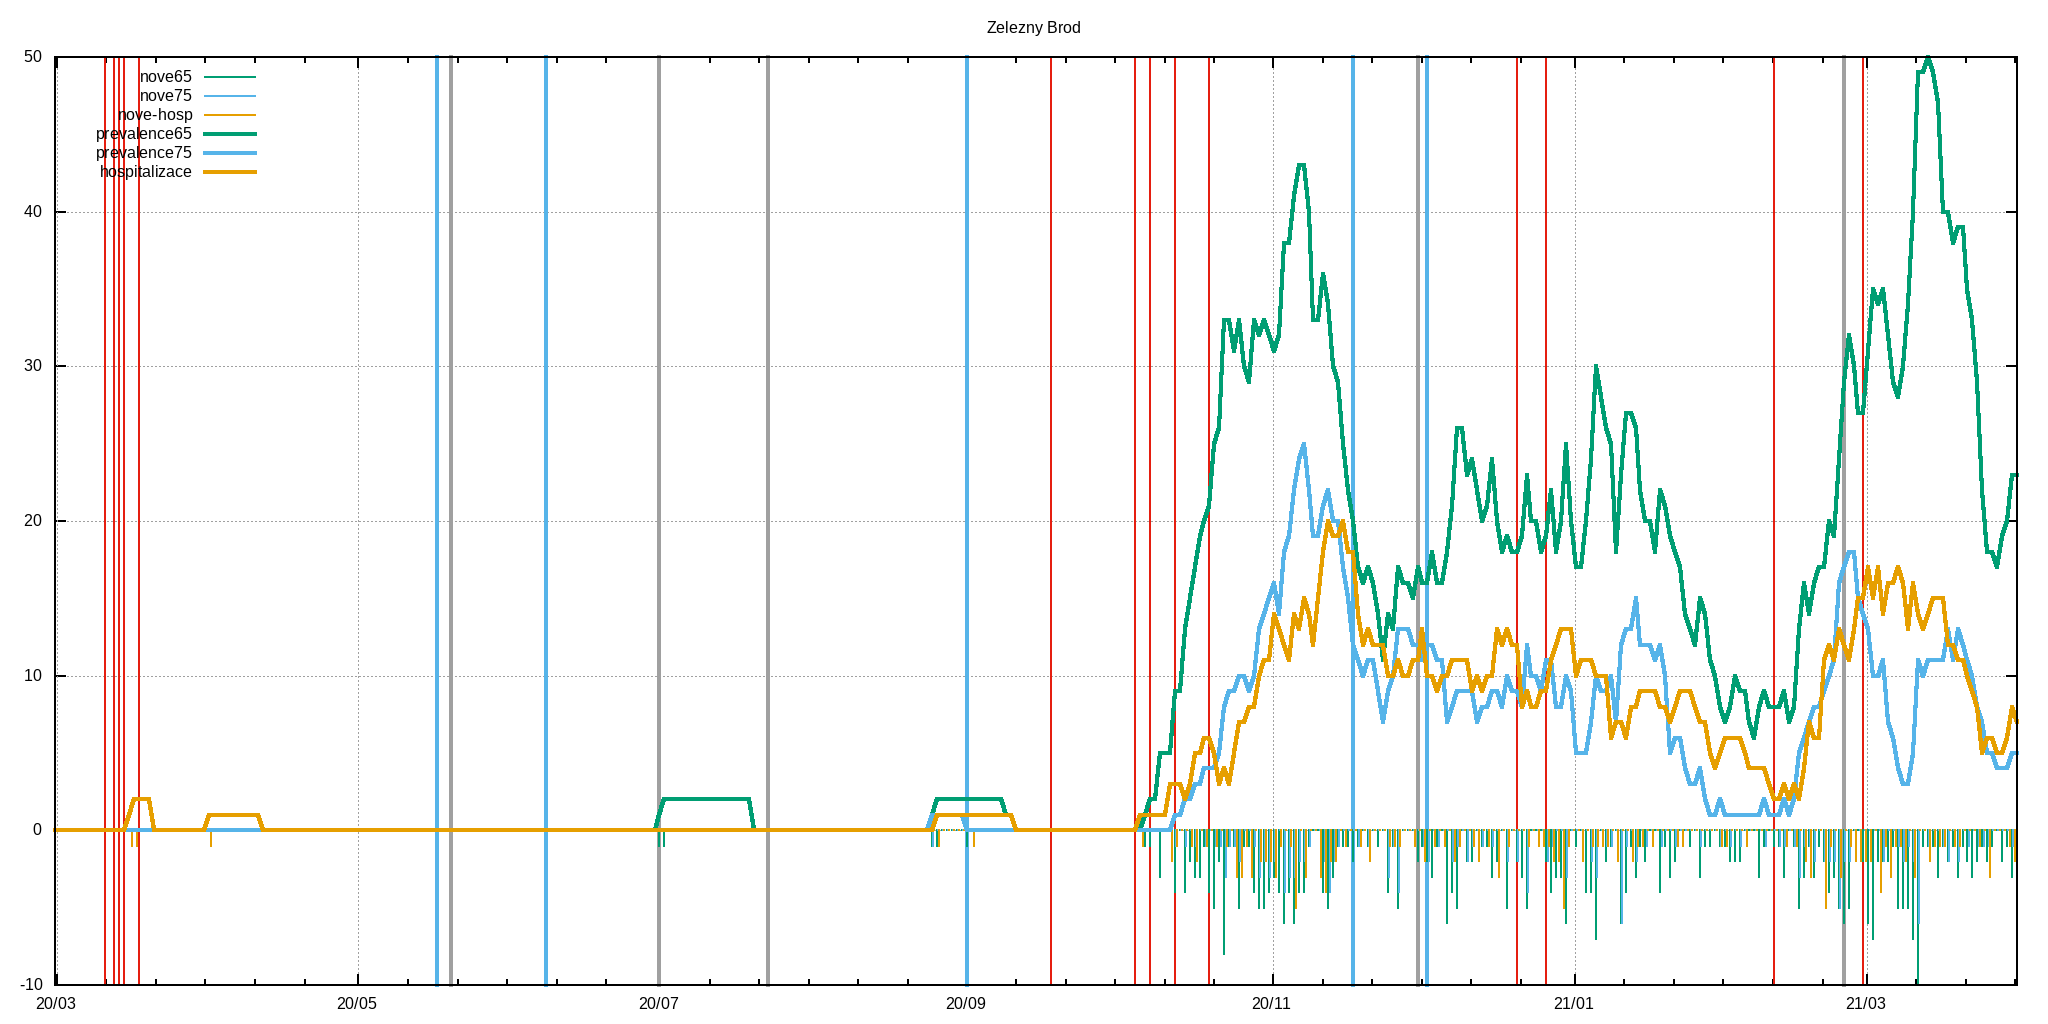 Zelezny Brod
50
nove65
nove75
nove-hosp
prevalence65
prevalence75
hospitalizace
40
30
20
10
0
-10
20/03 20/05 20/07 20/09 20/11 21/01 21/03